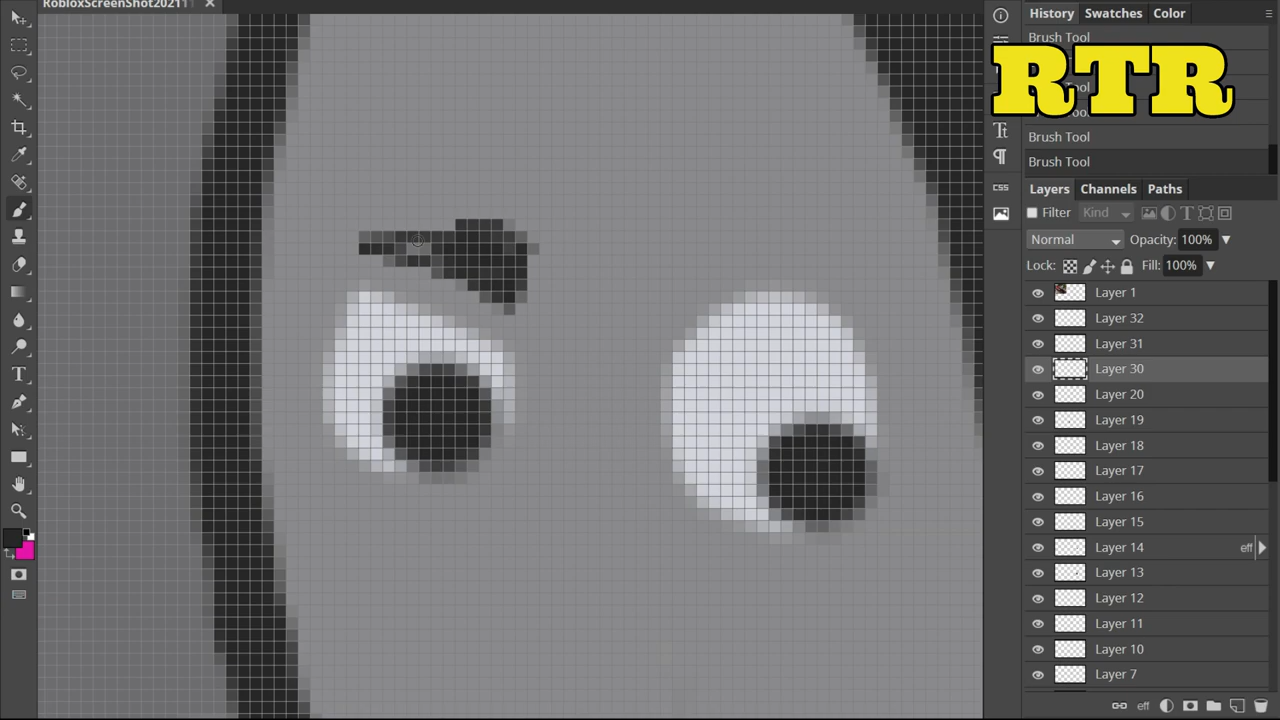 RobloxScreenShot20211
History
Swatches
Color
Brush Tool
RTR
Brush Tool
Brush Tool
Layers
Channels
Paths
Filter
Kind
Normal
Opacity: 100%
Lock:
Fill: 100%
Layer 1
Layer 32
Layer 31
Layer 30
Layer 20
Layer 19
Layer 18
Layer 17
Layer 16
Layer 15
Layer 14
eff
Layer 13
Layer 12
Layer 11
Layer 10
Layer 7
eff
CSS